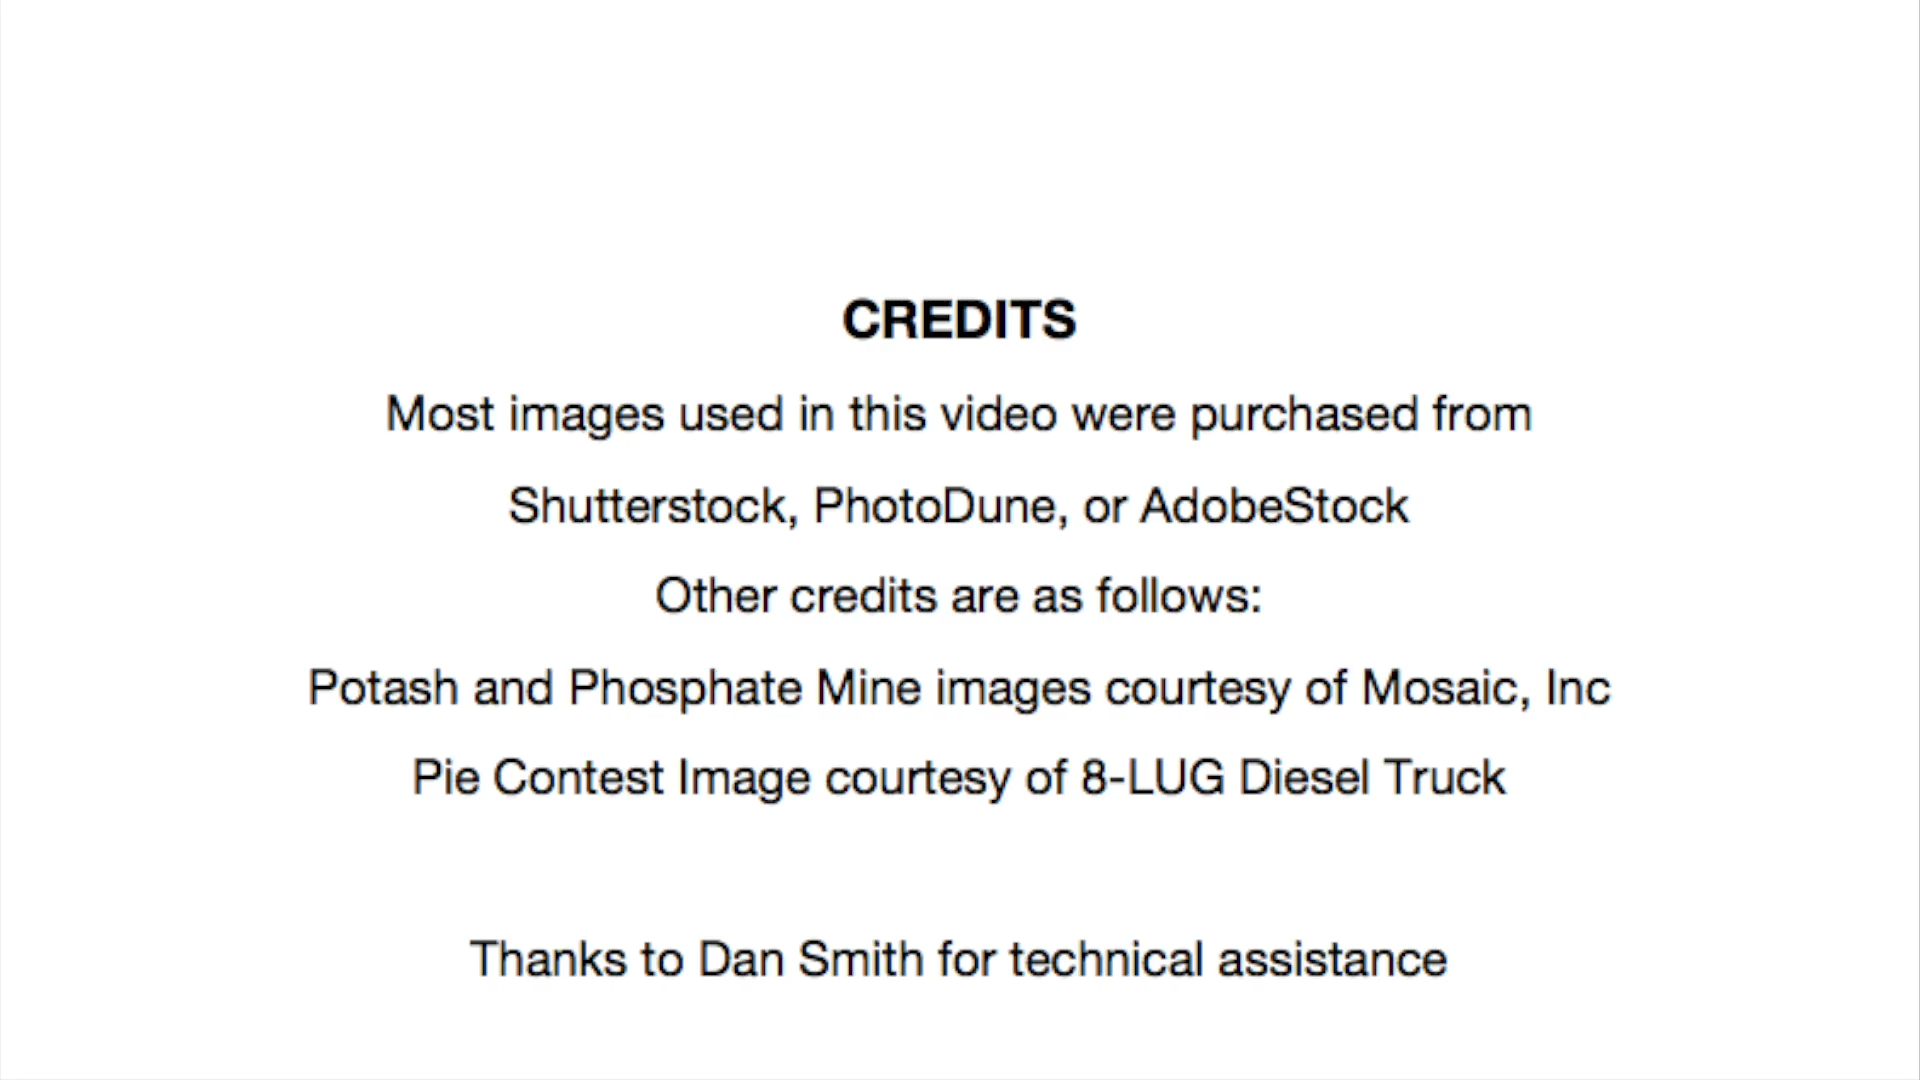 CREDITS
Most images used in this video were purchased from
Shutterstock, PhotoDune, or AdobeStock
Other credits are as follows:
Potash and Phosphate Mine images courtesy of Mosaic, Inc
Pie Contest Image courtesy of 8-LUG Diesel Truck
Thanks to Dan Smith for technical assistance